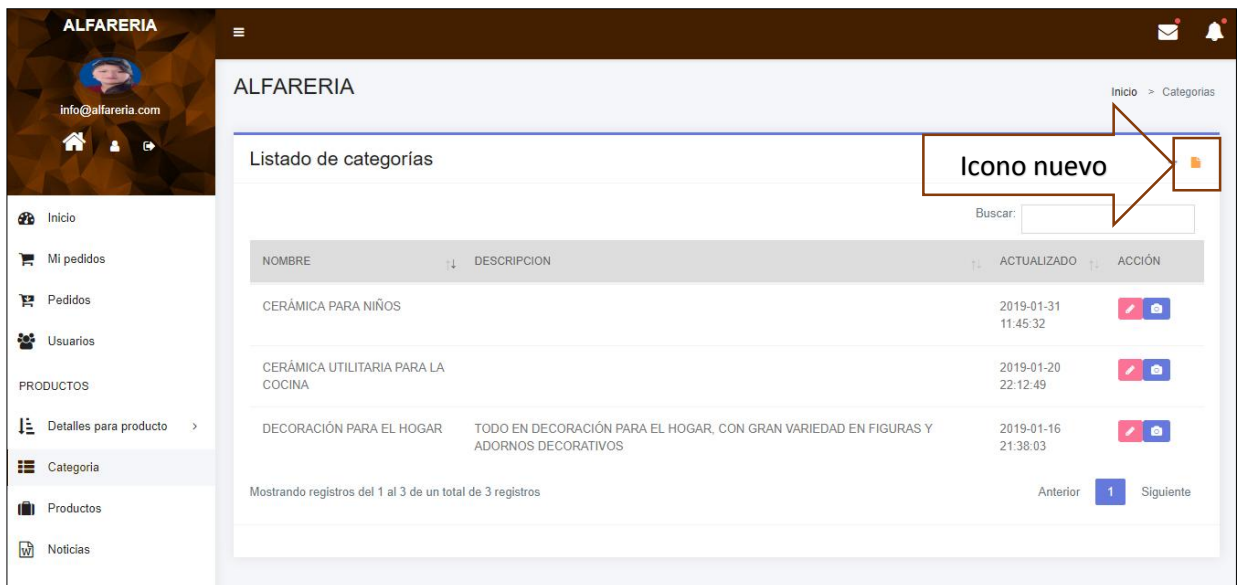 ALFARERIA
info@alfareria.com
Inicio
Mi pedidos
Pedidos
Usuarios
PRODUCTOS
Detalles para producto >
Categoria
Productos
Noticias
ALFARERIA
Inicio > Categorias
Listado de categorías
Icono nuevo
Buscar:
NOMBRE DESCRIPCION ACTUALIZADO ACCIÓN
CERÁMICA PARA NIÑOS 2019-01-31
11:45:32
CERÁMICA UTILITARIA PARA LA 2019-01-20
COCINA 22:12:49
DECORACIÓN PARA EL HOGAR TODO EN DECORACIÓN PARA EL HOGAR, CON GRAN VARIEDAD EN FIGURAS Y 2019-01-16
ADORNOS DECORATIVOS 21:38:03
Mostrando registros del 1 al 3 de un total de 3 registros Anterior 1 Siguiente